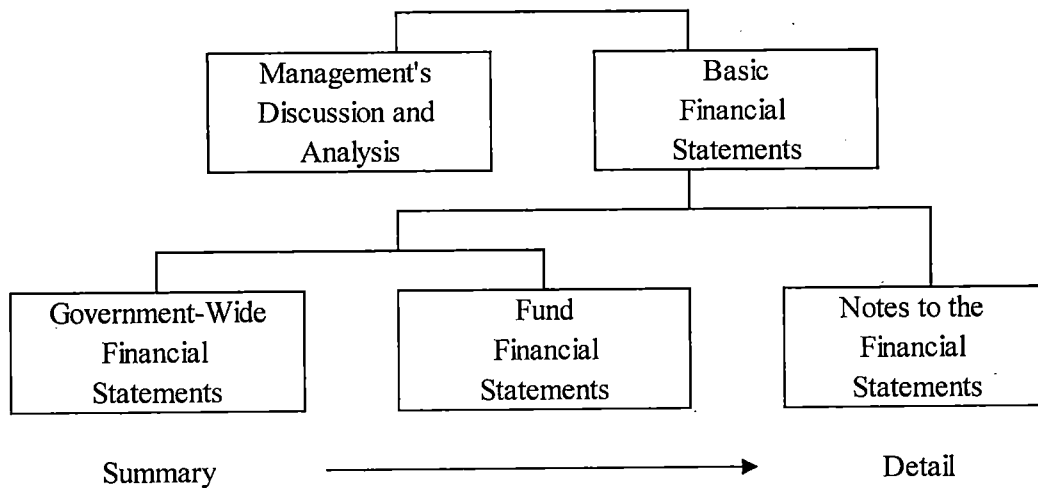 Management's
Discussion and
Analysis
Basic
Financial
Statements
Government-Wide
Financial
Statements
Fund
Financial
Statements
Notes to the
Financial
Statements
Summary
Detail